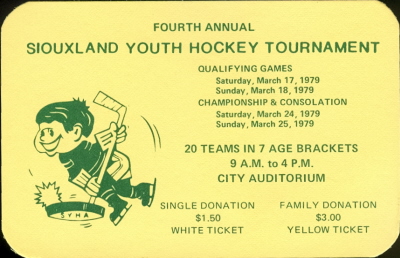 FOURTH ANNUAL
SIOUXLAND YOUTH HOCKEY TOURNAMENT
QUALIFYING GAMES
Saturday, March 17, 1979
Sunday, March 18, 1979
CHAMPIONSHIP & CONSOLATION
Saturday, March 24, 1979
Sunday, March 25, 1979
20 TEAMS IN 7 AGE BRACKETS
9 A.M. to 4 P.M.
CITY AUDITORIUM
SYHA
SINGLE DONATION
$1.50
WHITE TICKET
FAMILY DONATION
$3.00
YELLOW TICKET